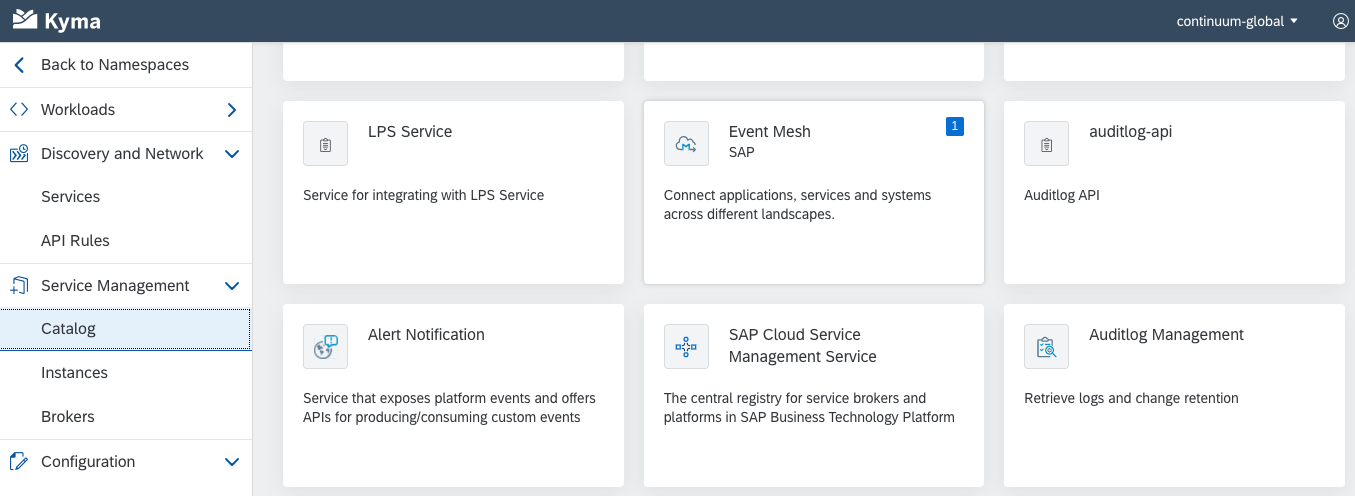 Kyma
continuum-global
Back to Namespaces
Workloads
Discovery and Network
Services
API Rules
Service Management
Catalog
Instances
Brokers
Configuration
LPS Service
Service for integrating with LPS Service
Event Mesh
1
SAP
Connect applications, services and systems
across different landscapes.
auditlog-api
Auditlog API
Alert Notification
Service that exposes platform events and offers
APIs for producing/consuming custom events
SAP Cloud Service
Management Service
The central registry for service brokers and
platforms in SAP Business Technology Platform
Auditlog Management
Retrieve logs and change retention